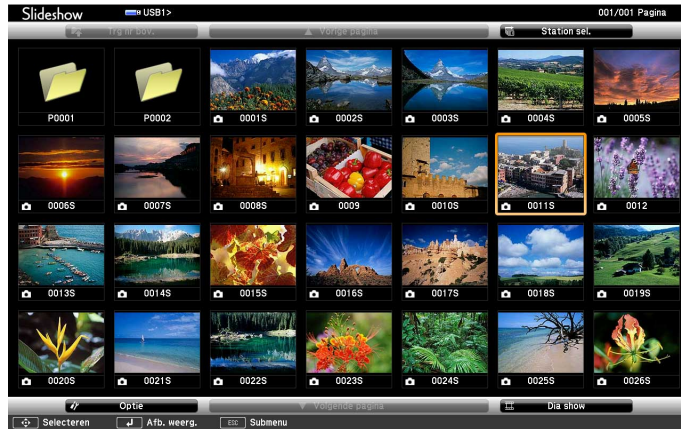 Slideshow USB1> 001/001 Pagina
Trg nr bov. Vorige pagina Station sel.
P0001 P0002 0001S 0002S 0003S 0004S 0005S
0006S 0007S 0008S 0009 0010S 0011S 0012
0013S 0014S 0015S 0016S 0017S 0018S 0019S
0020S 0021S 0022S 0023S 0024S 0025S 0026S
Optie Volgende pagina Dia show
Selecteren Afb. weerg. ESC Submenu